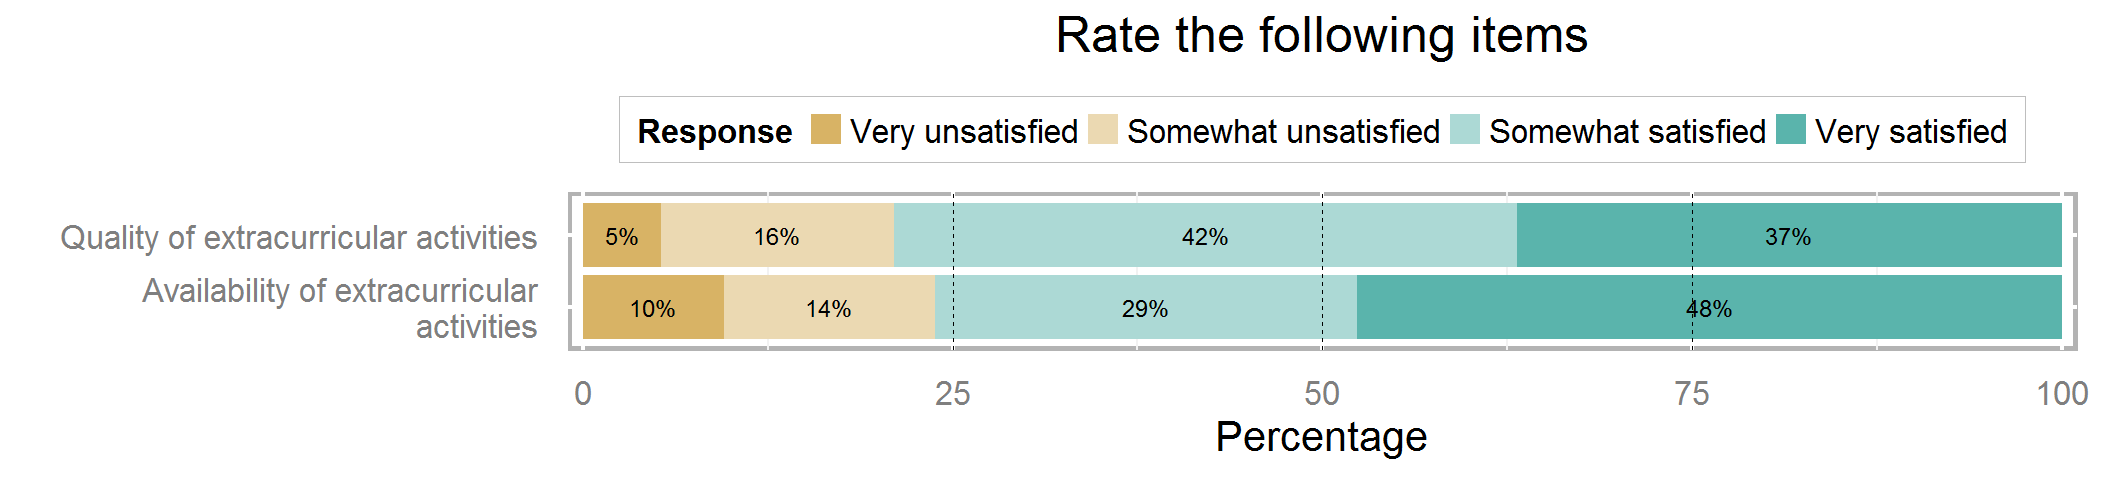 Rate the following items
Response Very unsatisfied Somewhat unsatisfied Somewhat satisfied Very satisfied
Quality of extracurricular activities
5% 16% 42% 37%
Availability of extracurricular
activities
10% 14% 29% 48%
0 25 50 75 100
Percentage